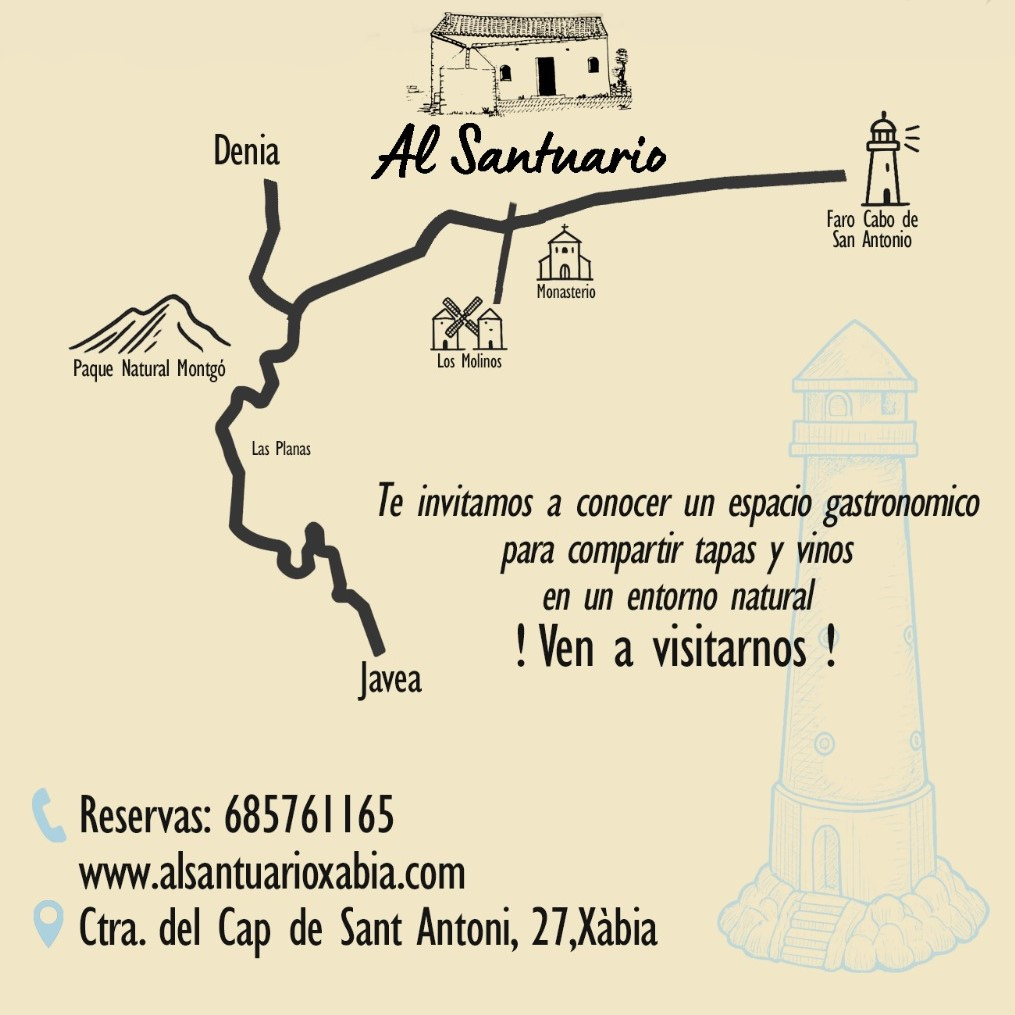 Al Santuario
Denia
Faro Cabo de
San Antonio
Monasterio
Los Molinos
Paque Natural Montgó
Las Planas
Te invitamos a conocer un espacio gastronomico
para compartir tapas y vinos
en un entorno natural
! Ven a visitarnos !
Javea
Reservas: 685761165
www.alsantuarioxabia.com
Ctra. del Cap de Sant Antoni, 27,Xàbia